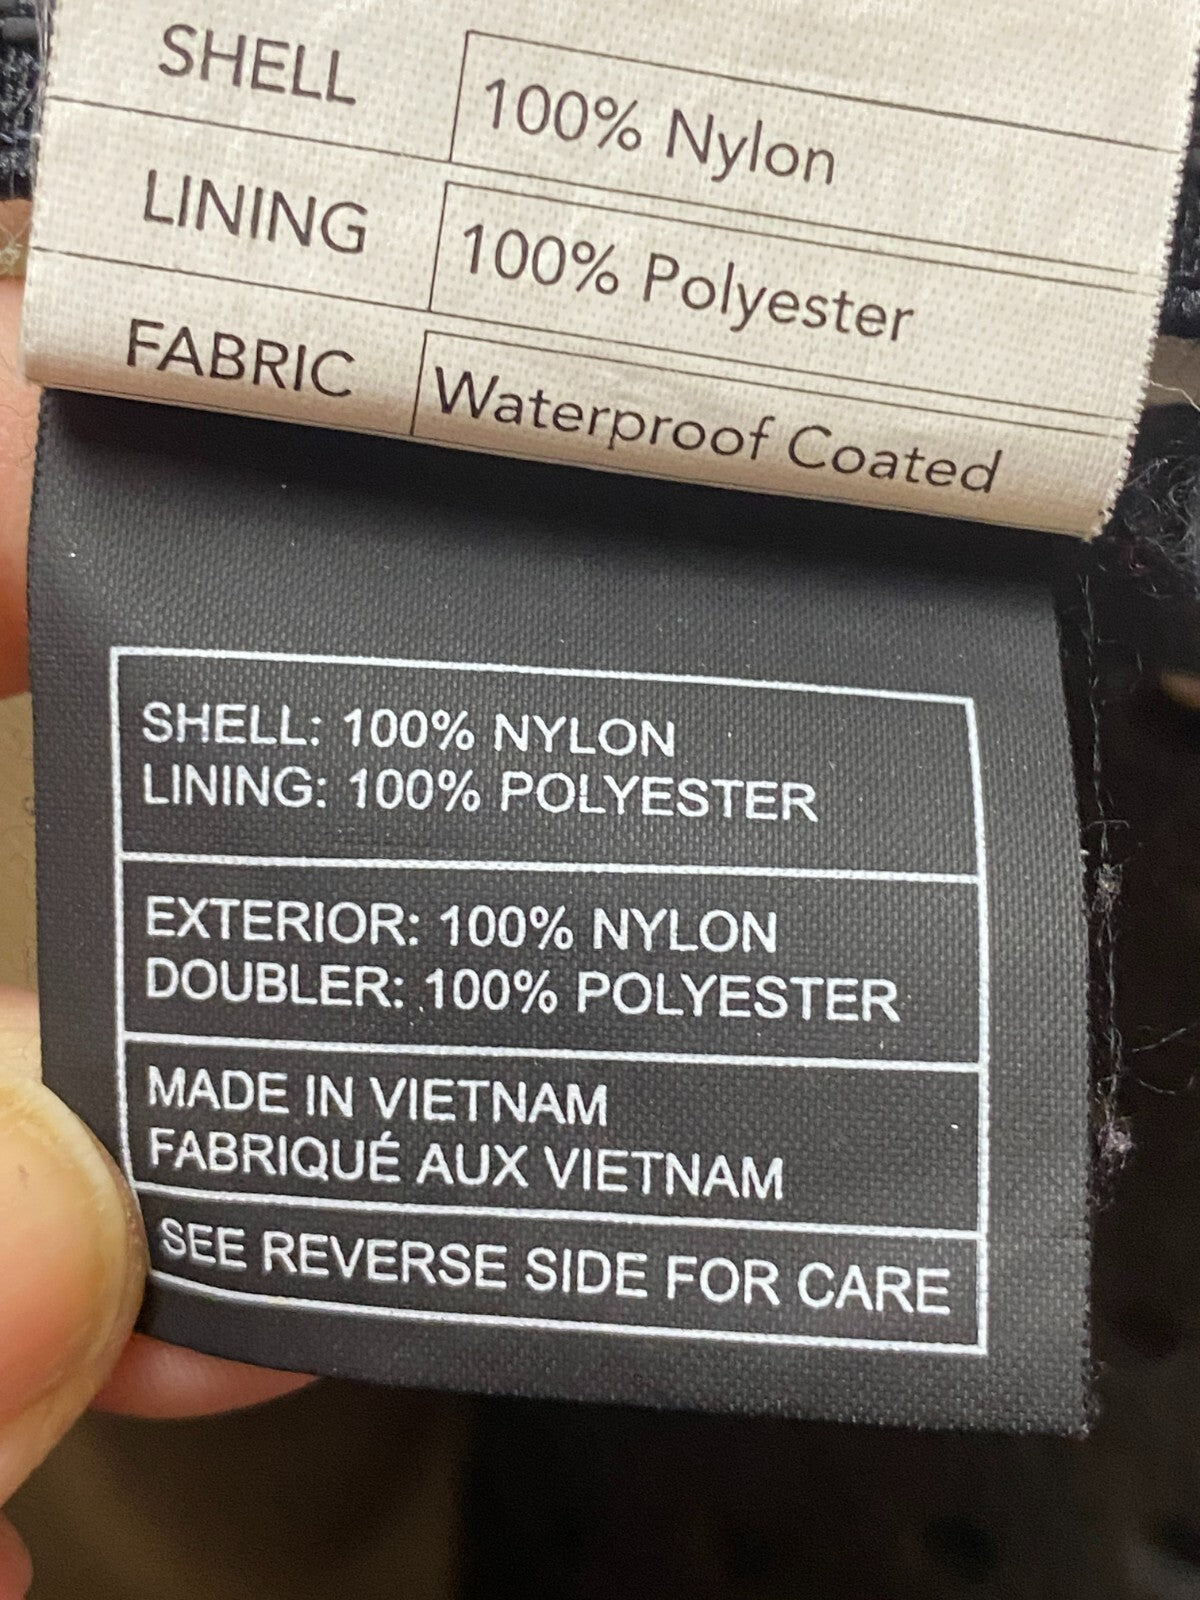 SHELL 100% Nylon
LINING 100% Polyester
FABRIC Waterproof Coated
SHELL: 100% NYLON
LINING: 100% POLYESTER
EXTERIOR: 100% NYLON
DOUBLER: 100% POLYESTER
MADE IN VIETNAM
FABRIQUÉ AUX VIETNAM
SEE REVERSE SIDE FOR CARE